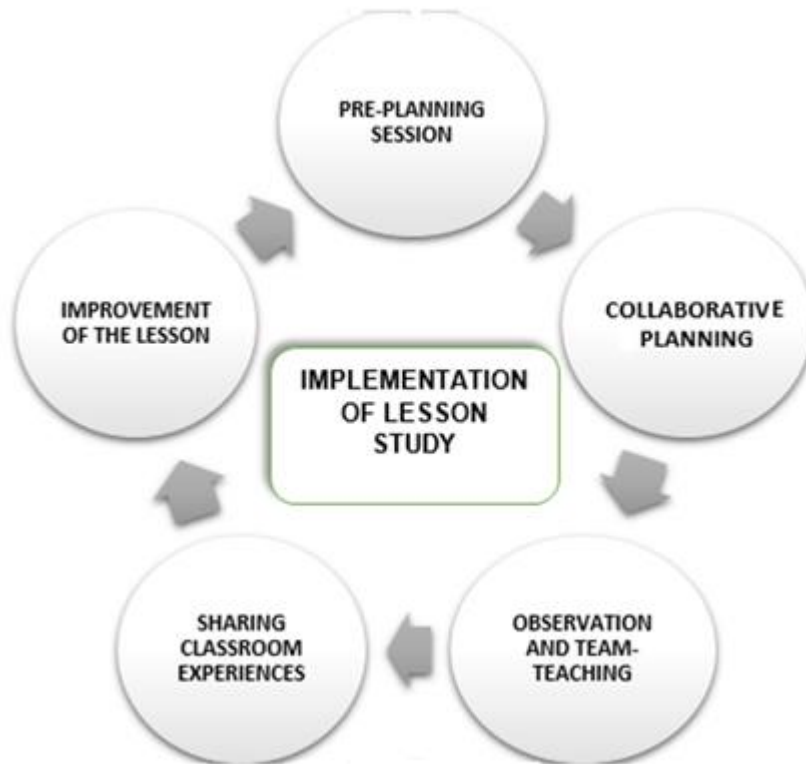 PRE-PLANNING
SESSION
COLLABORATIVE
PLANNING
OBSERVATION
AND TEAM-
TEACHING
SHARING
CLASSROOM
EXPERIENCES
IMPROVEMENT
OF THE LESSON
IMPLEMENTATION
OF LESSON
STUDY